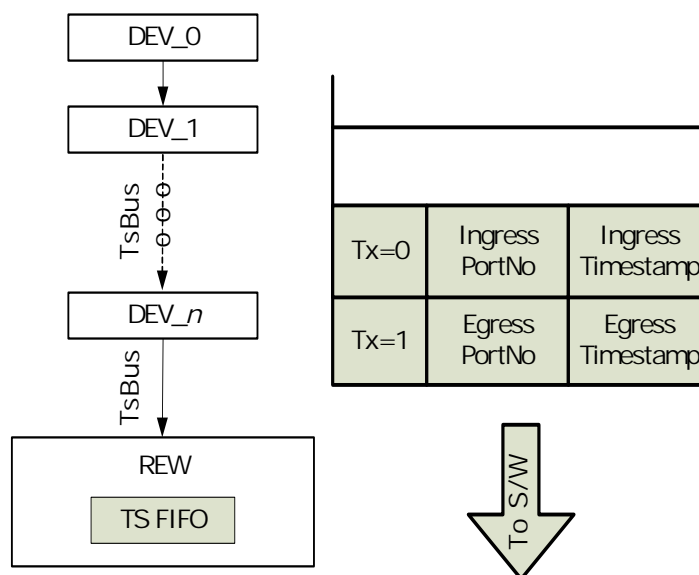 DEV_0
DEV_1
TsBus
DEV_n
TsBus
REW
TS FIFO
Tx=0
Ingress
PortNo
Ingress
Timestamp
Tx=1
Egress
PortNo
Egress
Timestamp
To S/W